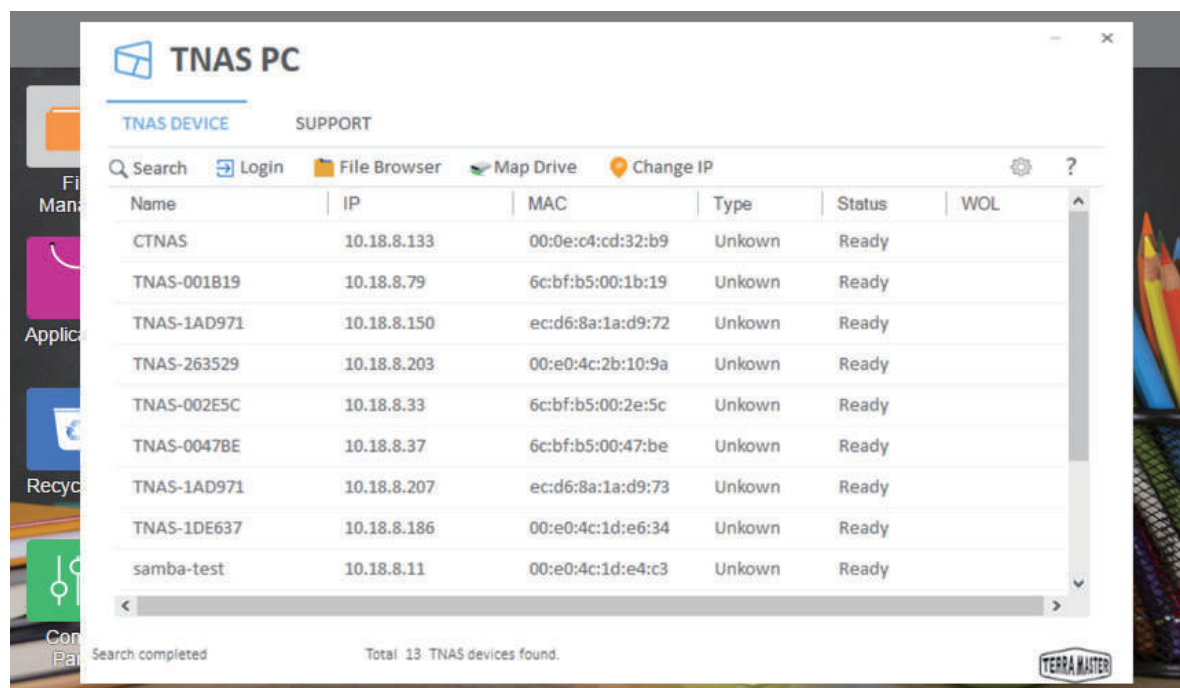 TNAS PC
TNAS DEVICE SUPPORT
Search Login File Browser Map Drive Change IP ?
Name IP MAC Type Status WOL
CTNAS 10.18.8.133 00:0e:c4:cd:32:b9 Unkown Ready
TNAS-001B19 10.18.8.79 6c:bf:b5:00:1b:19 Unkown Ready
TNAS-1AD971 10.18.8.150 ec:d6:8a:1a:d9:72 Unkown Ready
TNAS-263529 10.18.8.203 00:e0:4c:2b:10:9a Unkown Ready
TNAS-002E5C 10.18.8.33 6c:bf:b5:00:2e:5c Unkown Ready
TNAS-0047BE 10.18.8.37 6c:bf:b5:00:47:be Unkown Ready
TNAS-1AD971 10.18.8.207 ec:d6:8a:1a:d9:73 Unkown Ready
TNAS-1DE637 10.18.8.186 00:e0:4c:1d:e6:34 Unkown Ready
samba-test 10.18.8.11 00:e0:4c:1d:e4:c3 Unkown Ready
Search completed Total 13 TNAS devices found.
TERRA MASTER
Fi
Mana
Applica
Recyc
Con
Pa